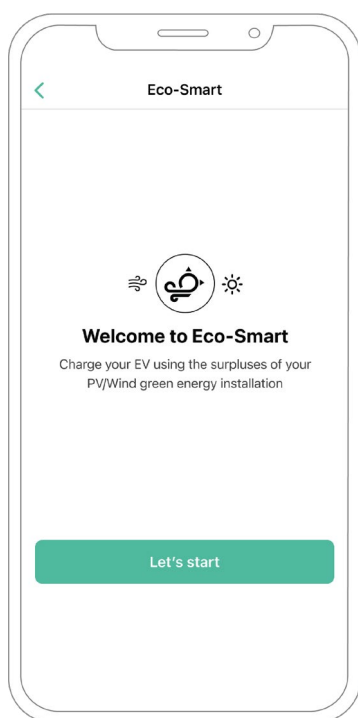 Eco-Smart
Welcome to Eco-Smart
Charge your EV using the surpluses of your
PV/Wind green energy installation
Let's start